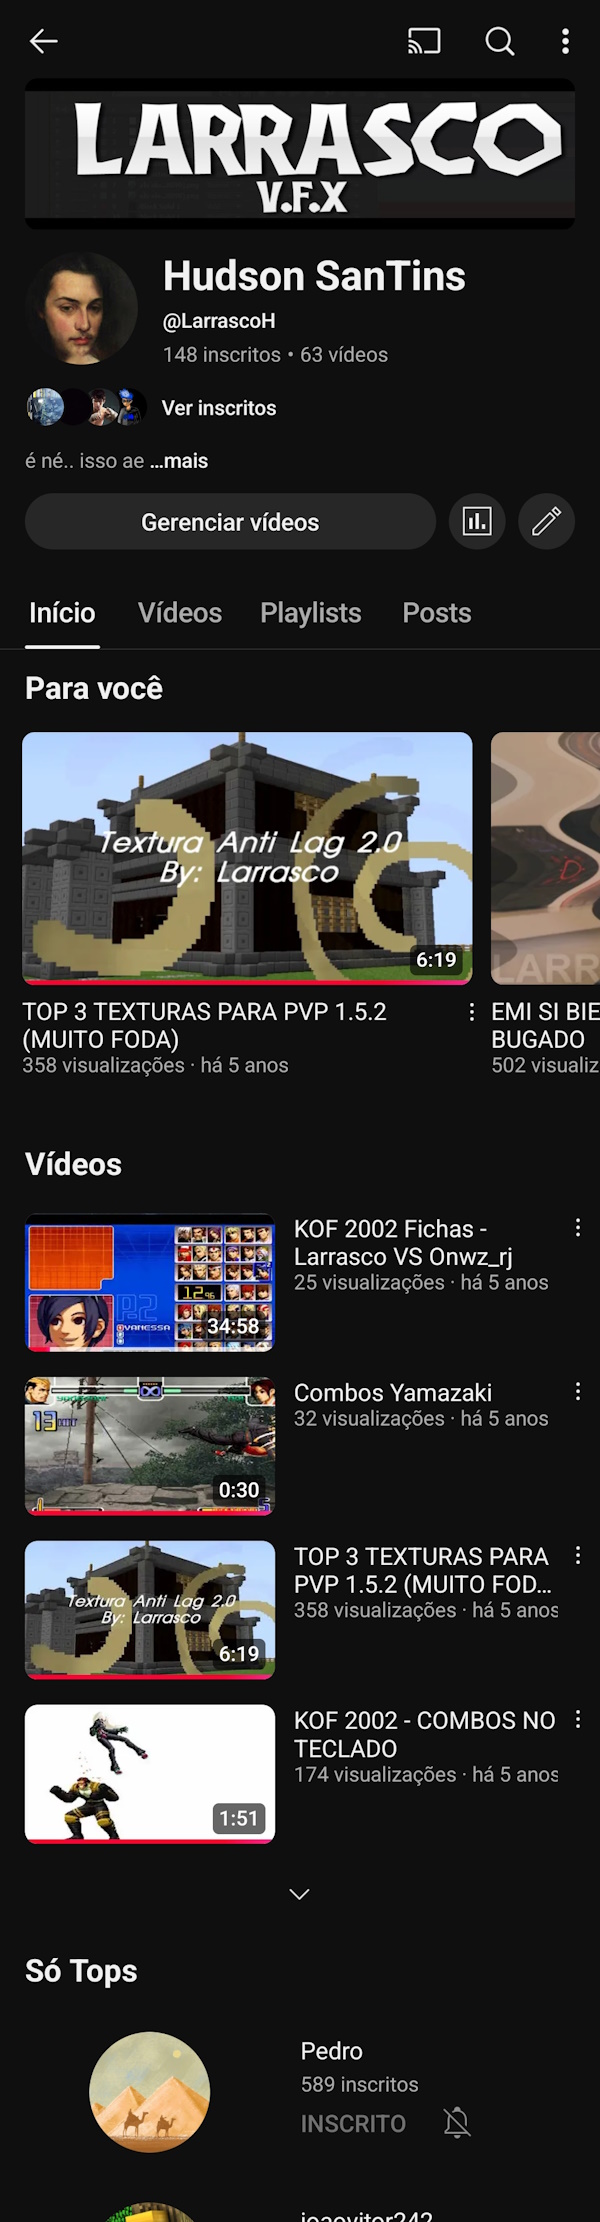 LARRASCO
V.F.X
Hudson SanTins
@LarrascoH
148 inscritos • 63 vídeos
Ver inscritos
é né.. isso ae ...mais
Gerenciar vídeos
Início Vídeos Playlists Posts
Para você
Textura Anti Lag 2.0
By: Larrasco
6:19
LARR
TOP 3 TEXTURAS PARA PVP 1.5.2
(MUITO FODA)
358 visualizações · há 5 anos
EMI SI BIE
BUGADO
502 visualiz
Vídeos
P.2
VANESSA
34:58
KOF 2002 Fichas -
Larrasco VS Onwz_rj
25 visualizações · há 5 anos
13
0:30
Combos Yamazaki
32 visualizações · há 5 anos
Textura Anti Lag 2.0
By: Larrasco
6:19
TOP 3 TEXTURAS PARA
PVP 1.5.2 (MUITO FOD...
358 visualizações · há 5 anos
1:51
KOF 2002 - COMBOS NO
TECLADO
174 visualizações · há 5 anos
Só Tops
Pedro
589 inscritos
INSCRITO
joaovitor242